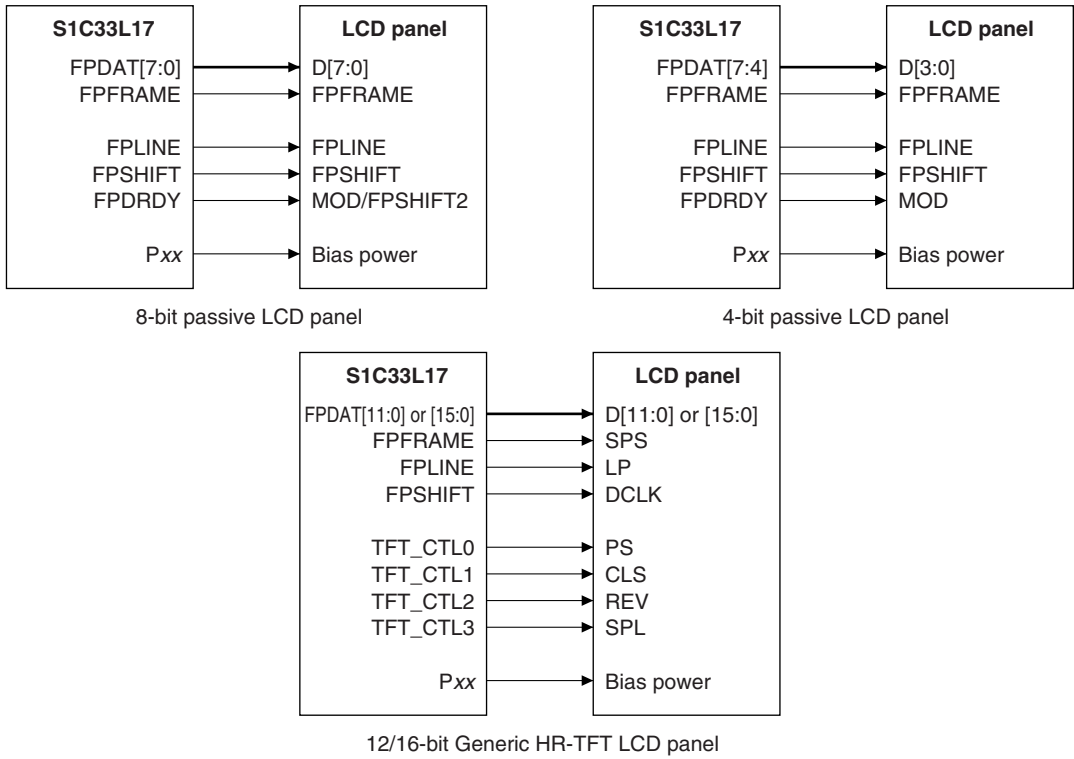 S1C33L17 LCD panel
FPDAT[7:0] D[7:0]
FPFRAME FPFRAME
FPLINE FPLINE
FPSHIFT FPSHIFT
FPDRDY MOD/FPSHIFT2
Pxx Bias power
8-bit passive LCD panel
S1C33L17 LCD panel
FPDAT[7:4] D[3:0]
FPFRAME FPFRAME
FPLINE FPLINE
FPSHIFT FPSHIFT
FPDRDY MOD
Pxx Bias power
4-bit passive LCD panel
S1C33L17 LCD panel
FPDAT[11:0] or [15:0] D[11:0] or [15:0]
FPFRAME SPS
FPLINE LP
FPSHIFT DCLK
TFT_CTL0 PS
TFT_CTL1 CLS
TFT_CTL2 REV
TFT_CTL3 SPL
Pxx Bias power
12/16-bit Generic HR-TFT LCD panel